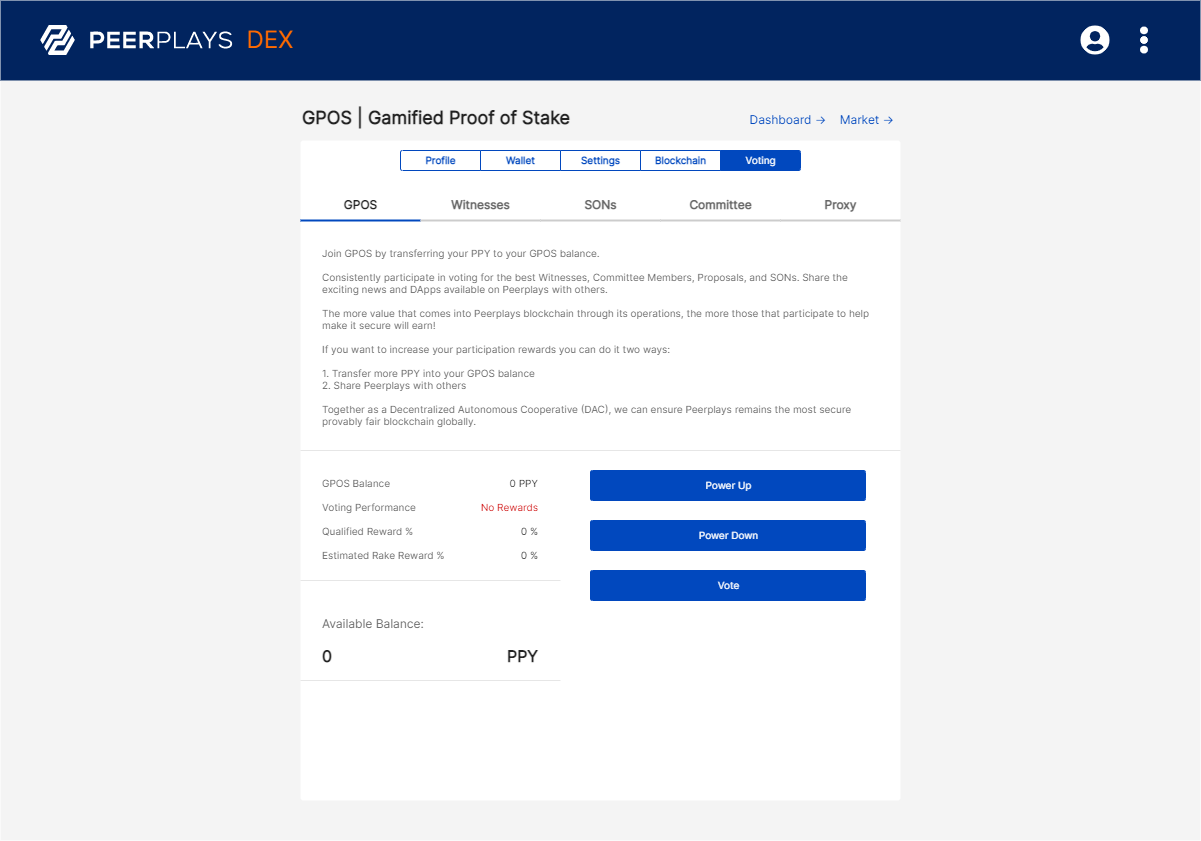 PEERPLAYS DEX
GPOS | Gamified Proof of Stake
Dashboard → Market →
Profile Wallet Settings Blockchain Voting
GPOS Witnesses SONs Committee Proxy
Join GPOS by transferring your PPY to your GPOS balance.
Consistently participate in voting for the best Witnesses, Committee Members, Proposals, and SONs. Share the
exciting news and DApps available on Peerplays with others.
The more value that comes into Peerplays blockchain through its operations, the more those that participate to help
make it secure will earn!
If you want to increase your participation rewards you can do it two ways:
1. Transfer more PPY into your GPOS balance
2. Share Peerplays with others
Together as a Decentralized Autonomous Cooperative (DAC), we can ensure Peerplays remains the most secure
provably fair blockchain globally.
GPOS Balance 0 PPY
Voting Performance No Rewards
Qualified Reward % 0 %
Estimated Rake Reward % 0 %
Available Balance:
0 PPY
Power Up
Power Down
Vote